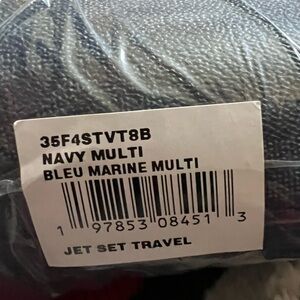 35F4STVT8B
NAVY MULTI
BLEU MARINE MULTI
1 97853 08451 3
JET SET TRAVEL